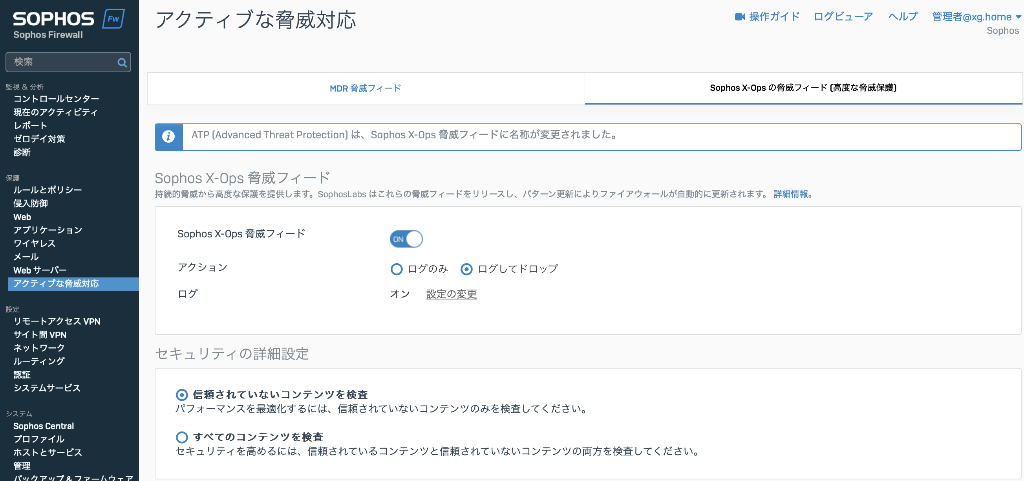 SOPHOS Fw
Sophos Firewall
検索
監視 & 分析
コントロールセンター
現在のアクティビティ
レポート
ゼロデイ対策
診断
保護
ルールとポリシー
侵入防御
Web
アプリケーション
ワイヤレス
メール
Web サーバー
アクティブな脅威対応
設定
リモートアクセス VPN
サイト間 VPN
ネットワーク
ルーティング
認証
システムサービス
システム
Sophos Central
プロファイル
ホストとサービス
管理
バックアップ & ファームウェア
アクティブな脅威対応
操作ガイド ログビューア ヘルプ 管理者@xg.home
Sophos
MDR 脅威フィード
Sophos X-Ops の脅威フィード (高度な脅威保護)
ATP (Advanced Threat Protection) は、Sophos X-Ops 脅威フィードに名称が変更されました。
Sophos X-Ops 脅威フィード
持続的脅威から高度な保護を提供します。SophosLabs はこれらの脅威フィードをリリースし、パターン更新によりファイアウォールが自動的に更新されます。 詳細情報。
Sophos X-Ops 脅威フィード ON
アクション ログのみ ログしてドロップ
ログ オン 設定の変更
セキュリティの詳細設定
信頼されていないコンテンツを検査
パフォーマンスを最適化するには、信頼されていないコンテンツのみを検査してください。
すべてのコンテンツを検査
セキュリティを高めるには、信頼されているコンテンツと信頼されていないコンテンツの両方を検査してください。